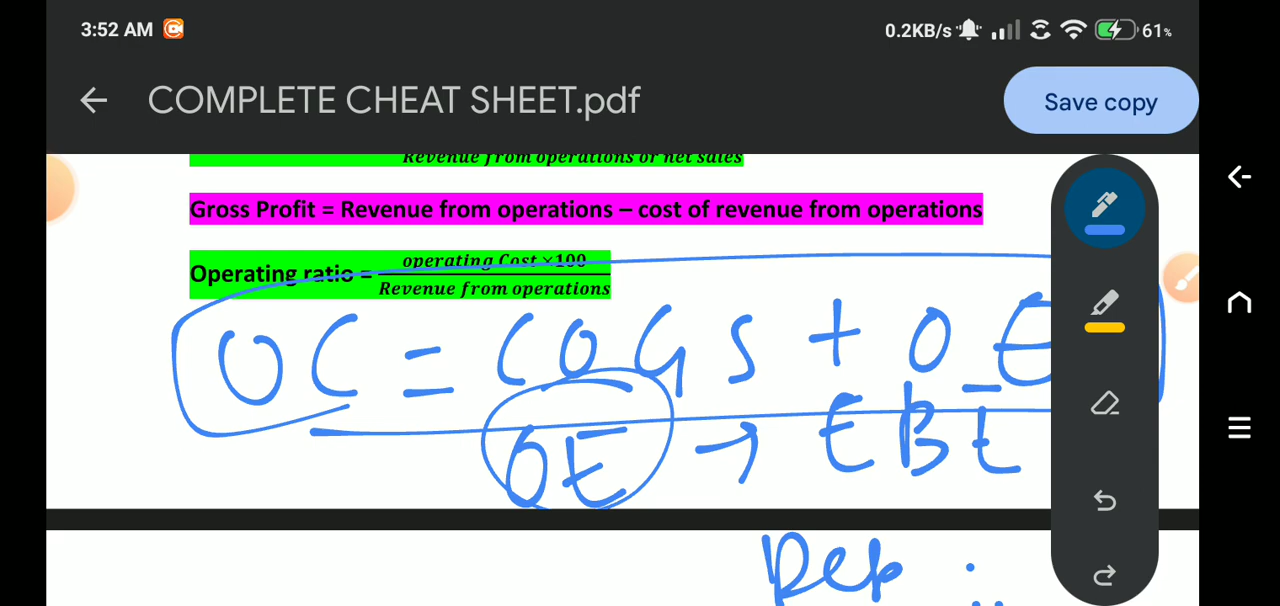 3:52 AM 0.2KB/s 61%
COMPLETE CHEAT SHEET.pdf Save copy
Revenue from operations or net sales
Gross Profit = Revenue from operations – cost of revenue from operations
Operating ratio = operating Cost ×100
Revenue from operations
OC = COGS + O.E
OE → EBt
Dep